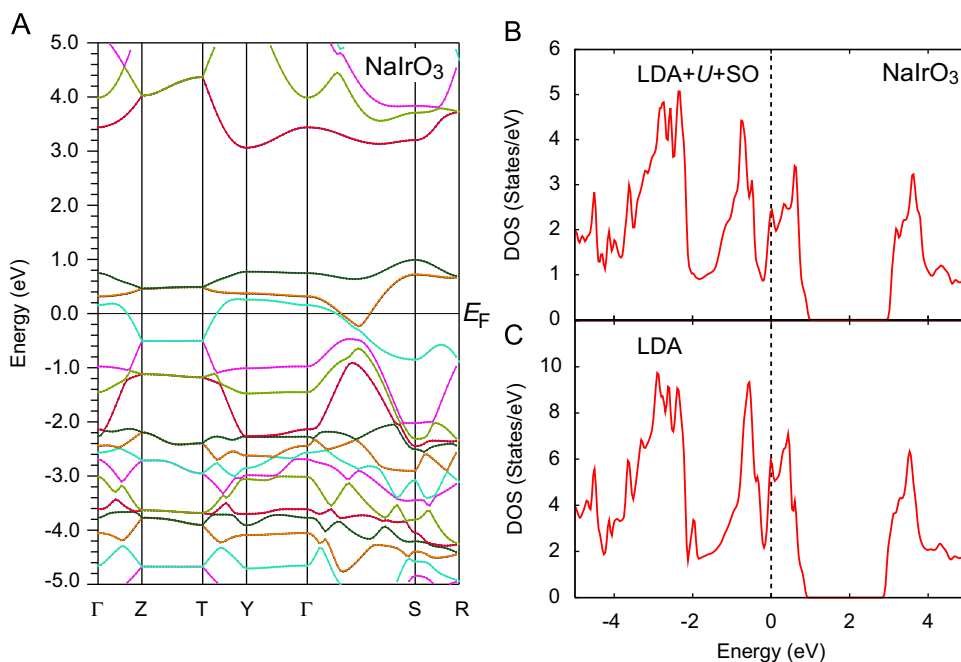 A
5.0
4.0
3.0
2.0
1.0
0.0
-1.0
-2.0
-3.0
-4.0
-5.0
Energy (eV)
NaIrO3
EF
Γ Z T Y Γ S R
B
6
5
4
3
2
1
0
DOS (States/eV)
LDA+U+SO NaIrO3
C
10
8
6
4
2
0
DOS (States/eV)
LDA
-4 -2 0 2 4
Energy (eV)